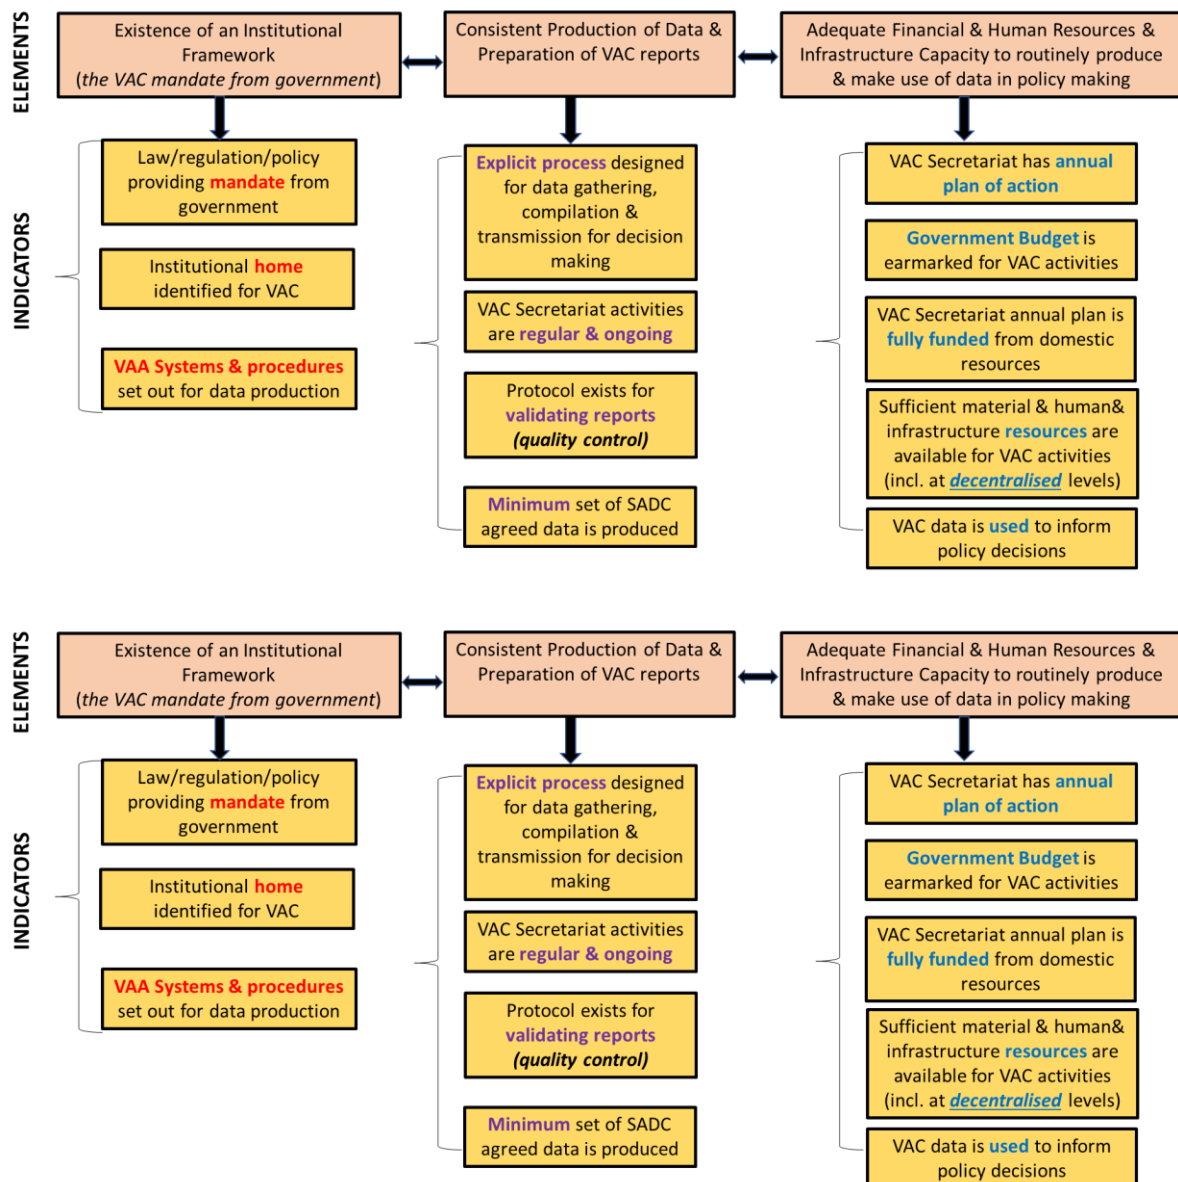 ELEMENTS
Existence of an Institutional
Framework
(the VAC mandate from government)
Consistent Production of Data &
Preparation of VAC reports
Adequate Financial & Human Resources &
Infrastructure Capacity to routinely produce
& make use of data in policy making
INDICATORS
Law/regulation/policy
providing mandate from
government
Institutional home
identified for VAC
VAA Systems & procedures
set out for data production
Explicit process designed
for data gathering,
compilation &
transmission for decision
making
VAC Secretariat activities
are regular & ongoing
Protocol exists for
validating reports
(quality control)
Minimum set of SADC
agreed data is produced
VAC Secretariat has annual
plan of action
Government Budget is
earmarked for VAC activities
VAC Secretariat annual plan is
fully funded from domestic
resources
Sufficient material & human&
infrastructure resources are
available for VAC activities
(incl. at decentralised levels)
VAC data is used to inform
policy decisions
ELEMENTS
Existence of an Institutional
Framework
(the VAC mandate from government)
Consistent Production of Data &
Preparation of VAC reports
Adequate Financial & Human Resources &
Infrastructure Capacity to routinely produce
& make use of data in policy making
INDICATORS
Law/regulation/policy
providing mandate from
government
Institutional home
identified for VAC
VAA Systems & procedures
set out for data production
Explicit process designed
for data gathering,
compilation &
transmission for decision
making
VAC Secretariat activities
are regular & ongoing
Protocol exists for
validating reports
(quality control)
Minimum set of SADC
agreed data is produced
VAC Secretariat has annual
plan of action
Government Budget is
earmarked for VAC activities
VAC Secretariat annual plan is
fully funded from domestic
resources
Sufficient material & human&
infrastructure resources are
available for VAC activities
(incl. at decentralised levels)
VAC data is used to inform
policy decisions